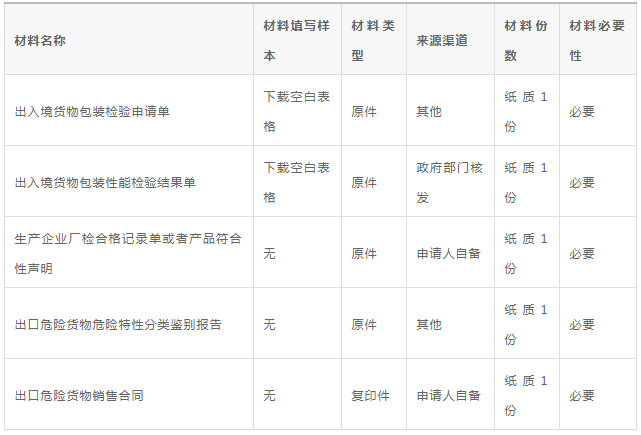 材料名称 材料填写样本 材料类型 来源渠道 材料份数 材料必要性
出入境货物包装检验申请单 下载空白表格 原件 其他 纸质1份 必要
出入境货物包装性能检验结果单 下载空白表格 原件 政府部门核发 纸质1份 必要
生产企业厂检合格记录单或者产品符合性声明 无 原件 申请人自备 纸质1份 必要
出口危险货物危险特性分类鉴别报告 无 原件 其他 纸质1份 必要
出口危险货物销售合同 无 复印件 申请人自备 纸质1份 必要